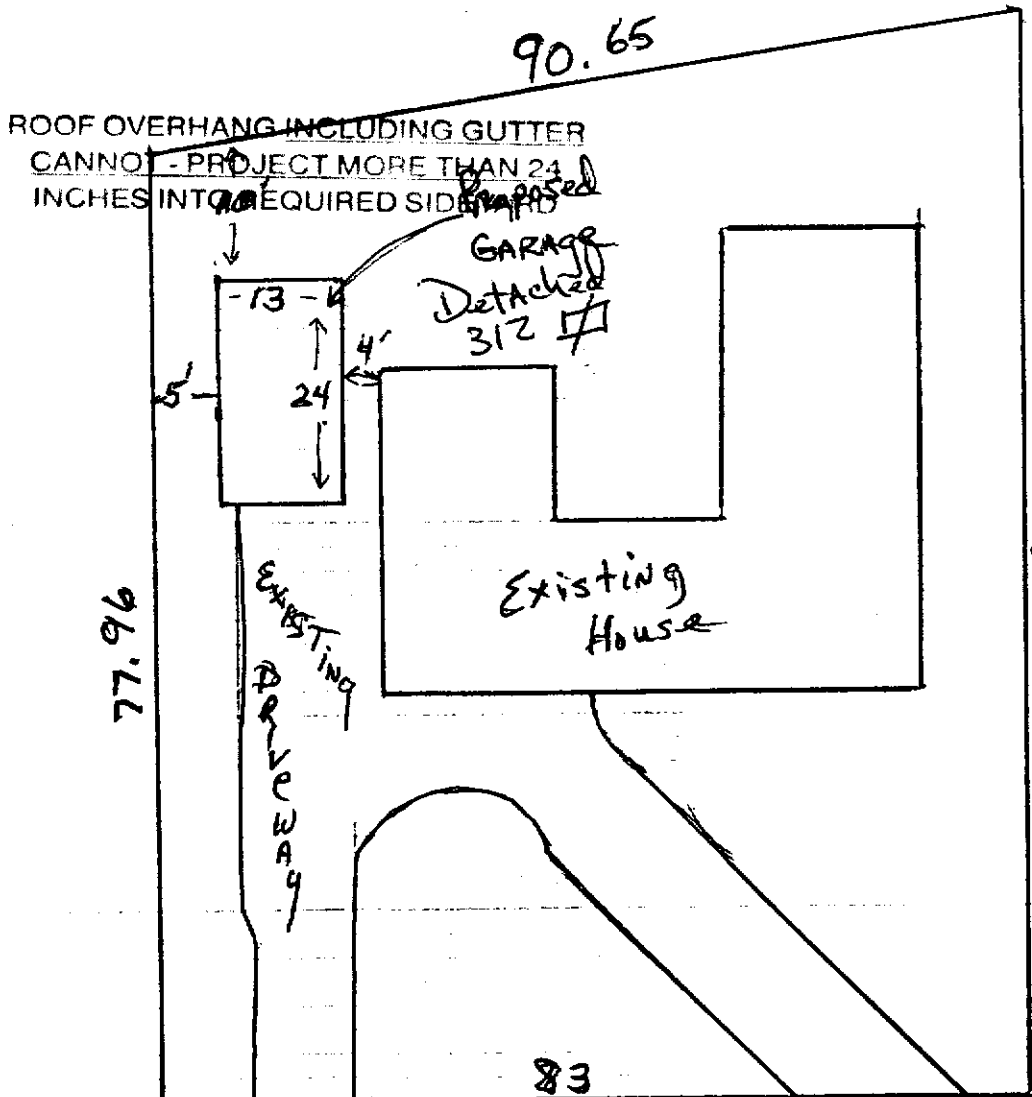 90.65
ROOF OVERHANG INCLUDING GUTTER
CANNOT - PROJECT MORE THAN 24
INCHES INTO REQUIRED SIDEYARD
Proposed
GARAGE
Detached
312
-13-
4'
5'
24
Existing
House
77.96
EXISTING
DRIVEWAY
83